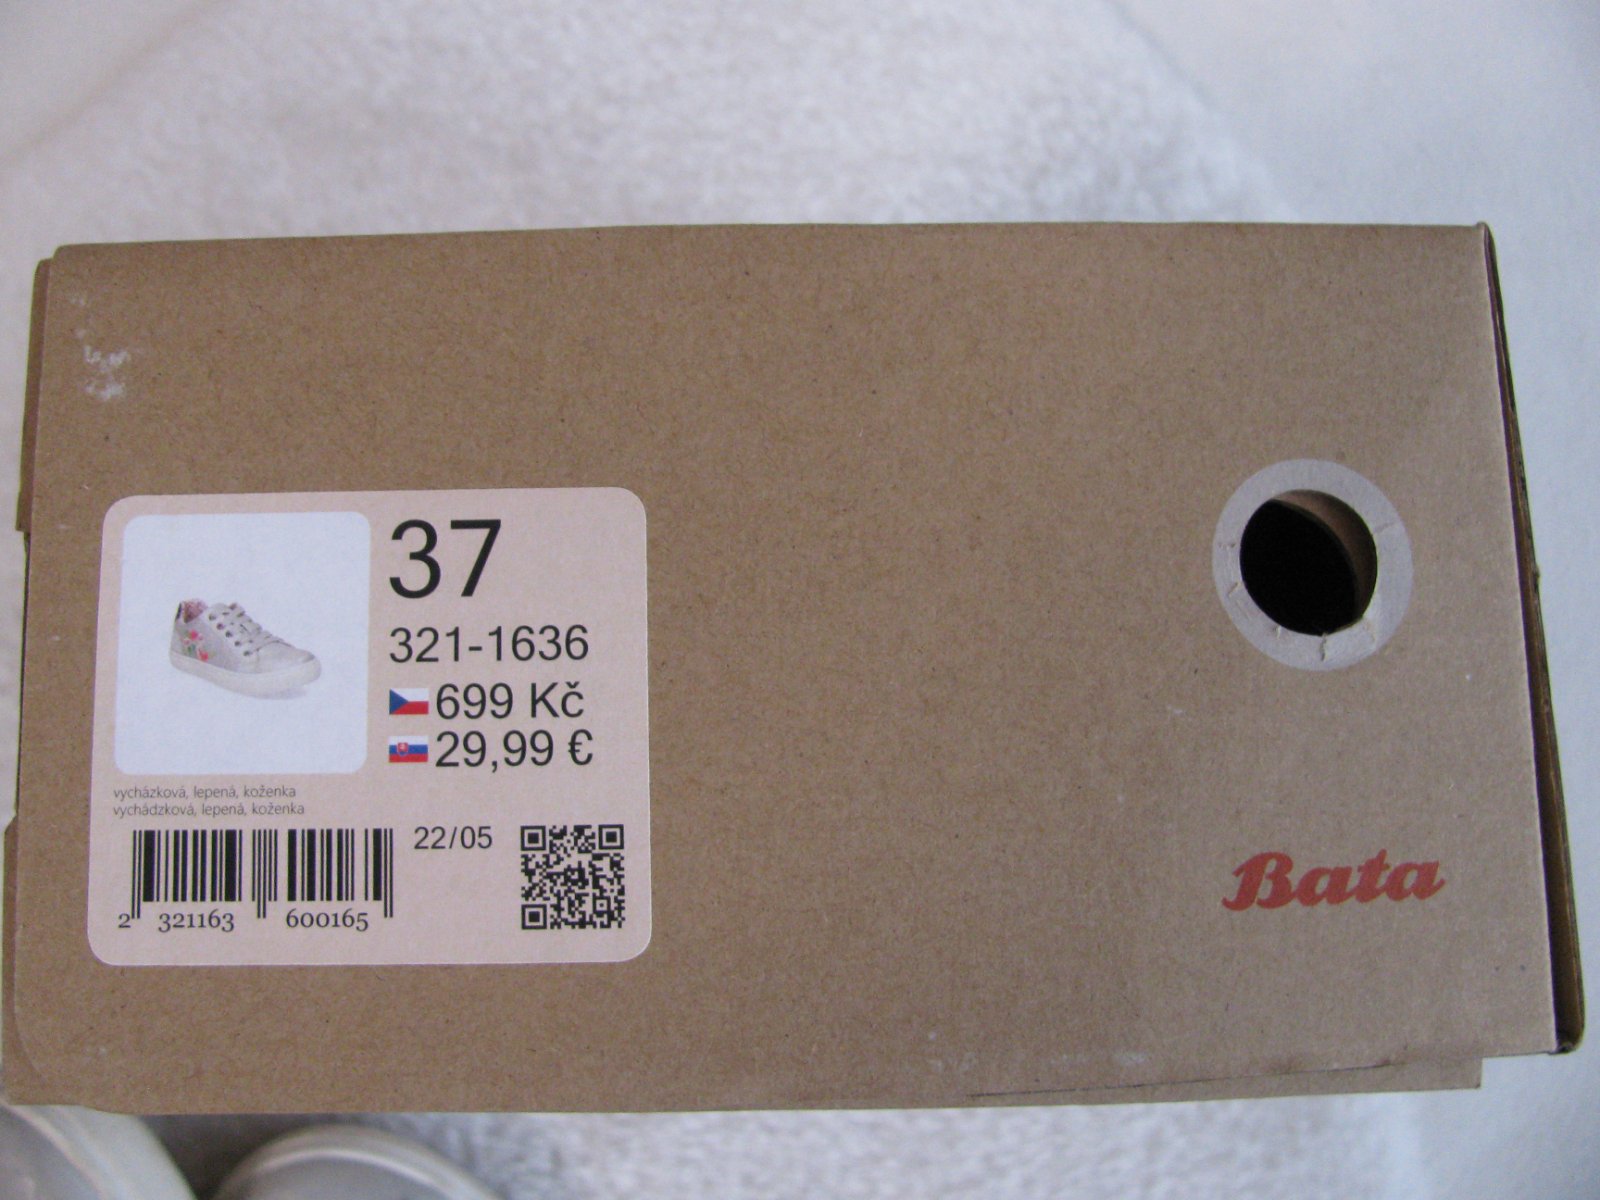 37
321-1636
699 Kč
29,99 €
vycházková, lepená, koženka
vychádzková, lepená, koženka
22/05
2 321163 600165
Bata